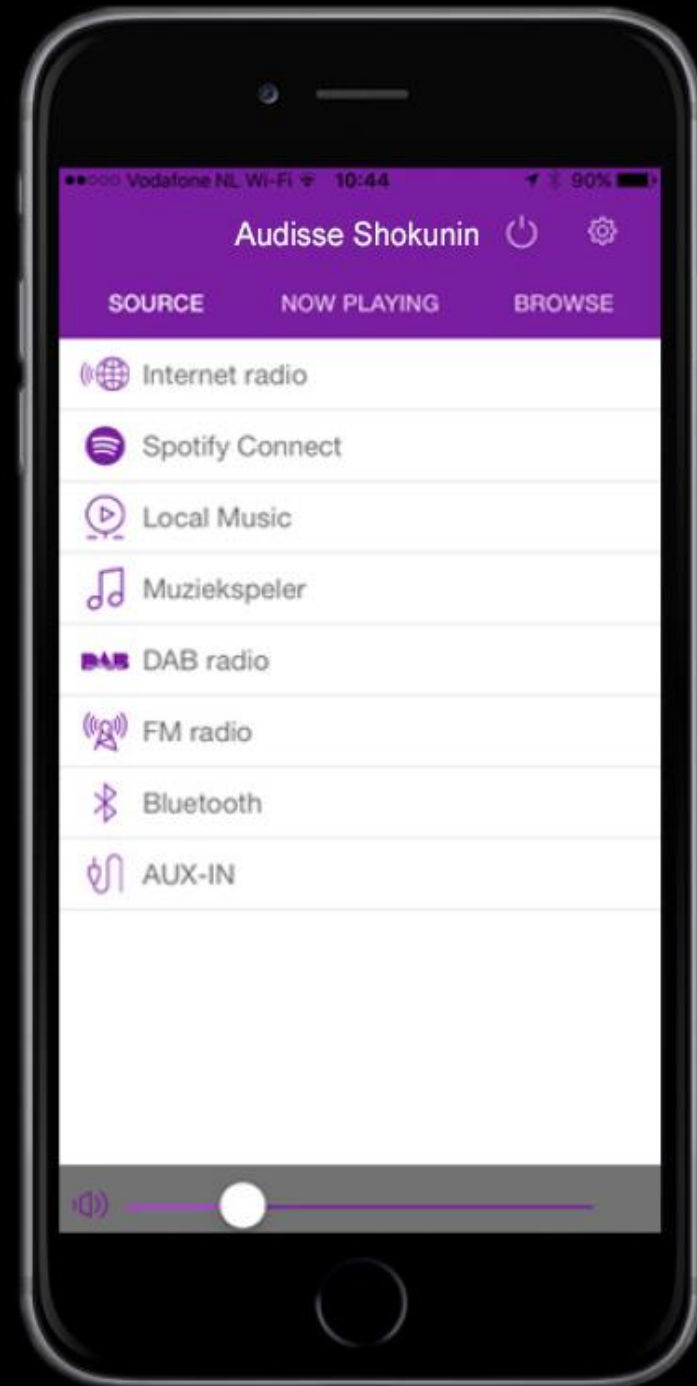 Vodafone NL Wi-Fi 10:44 90%
Audisse Shokunin
SOURCE NOW PLAYING BROWSE
Internet radio
Spotify Connect
Local Music
Muziekspeler
DAB DAB radio
FM radio
Bluetooth
AUX-IN